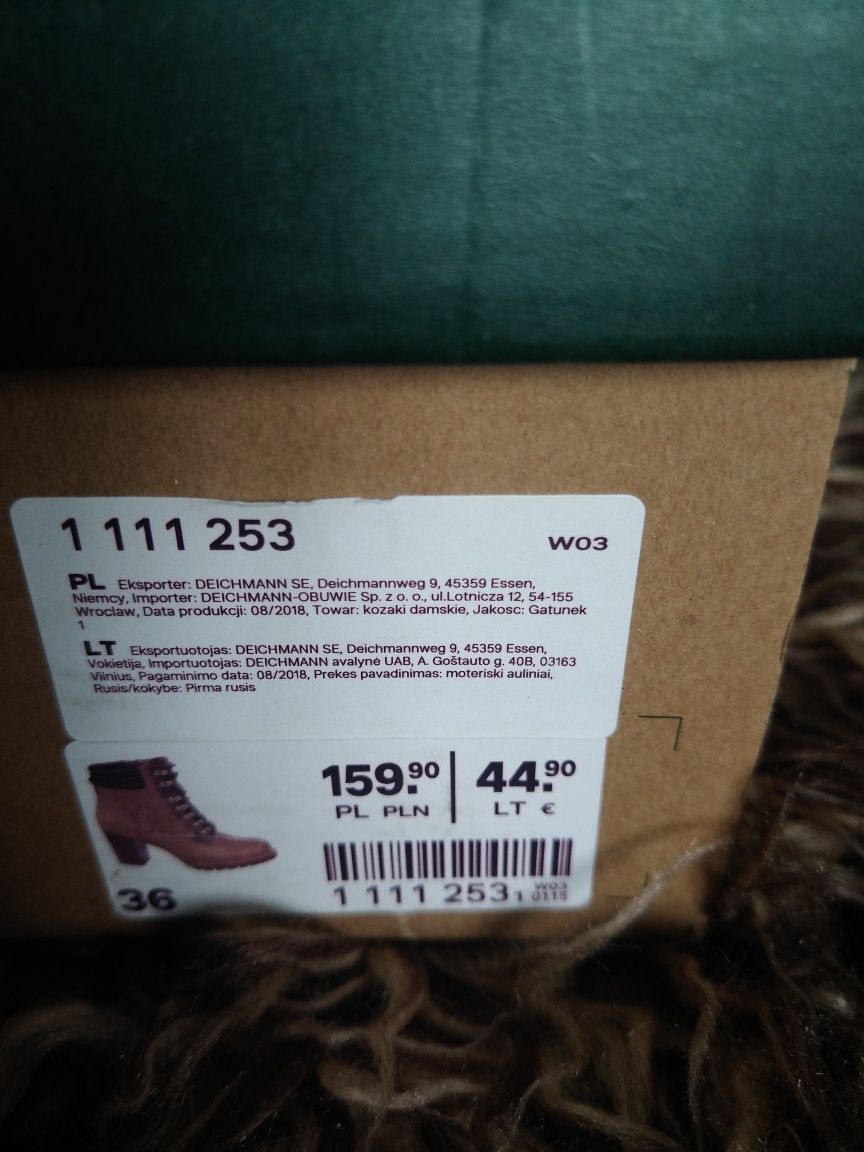 1 111 253 W03
PL Eksporter: DEICHMANN SE, Deichmannweg 9, 45359 Essen,
Niemcy, Importer: DEICHMANN-OBUWIE Sp. z o. o., ul.Lotnicza 12, 54-155
Wroclaw, Data produkcji: 08/2018, Towar: kozaki damskie, Jakosc: Gatunek
1
LT Eksportuotojas: DEICHMANN SE, Deichmannweg 9, 45359 Essen,
Vokietija, Importuotojas: DEICHMANN avalynė UAB, A. Goštauto g. 40B, 03163
Vilnius, Pagaminimo data: 08/2018, Prekes pavadinimas: moteriski auliniai,
Rusis/kokybe: Pirma rusis
159.90 44.90
PL PLN LT €
36
1 111 253 1 W03 0115